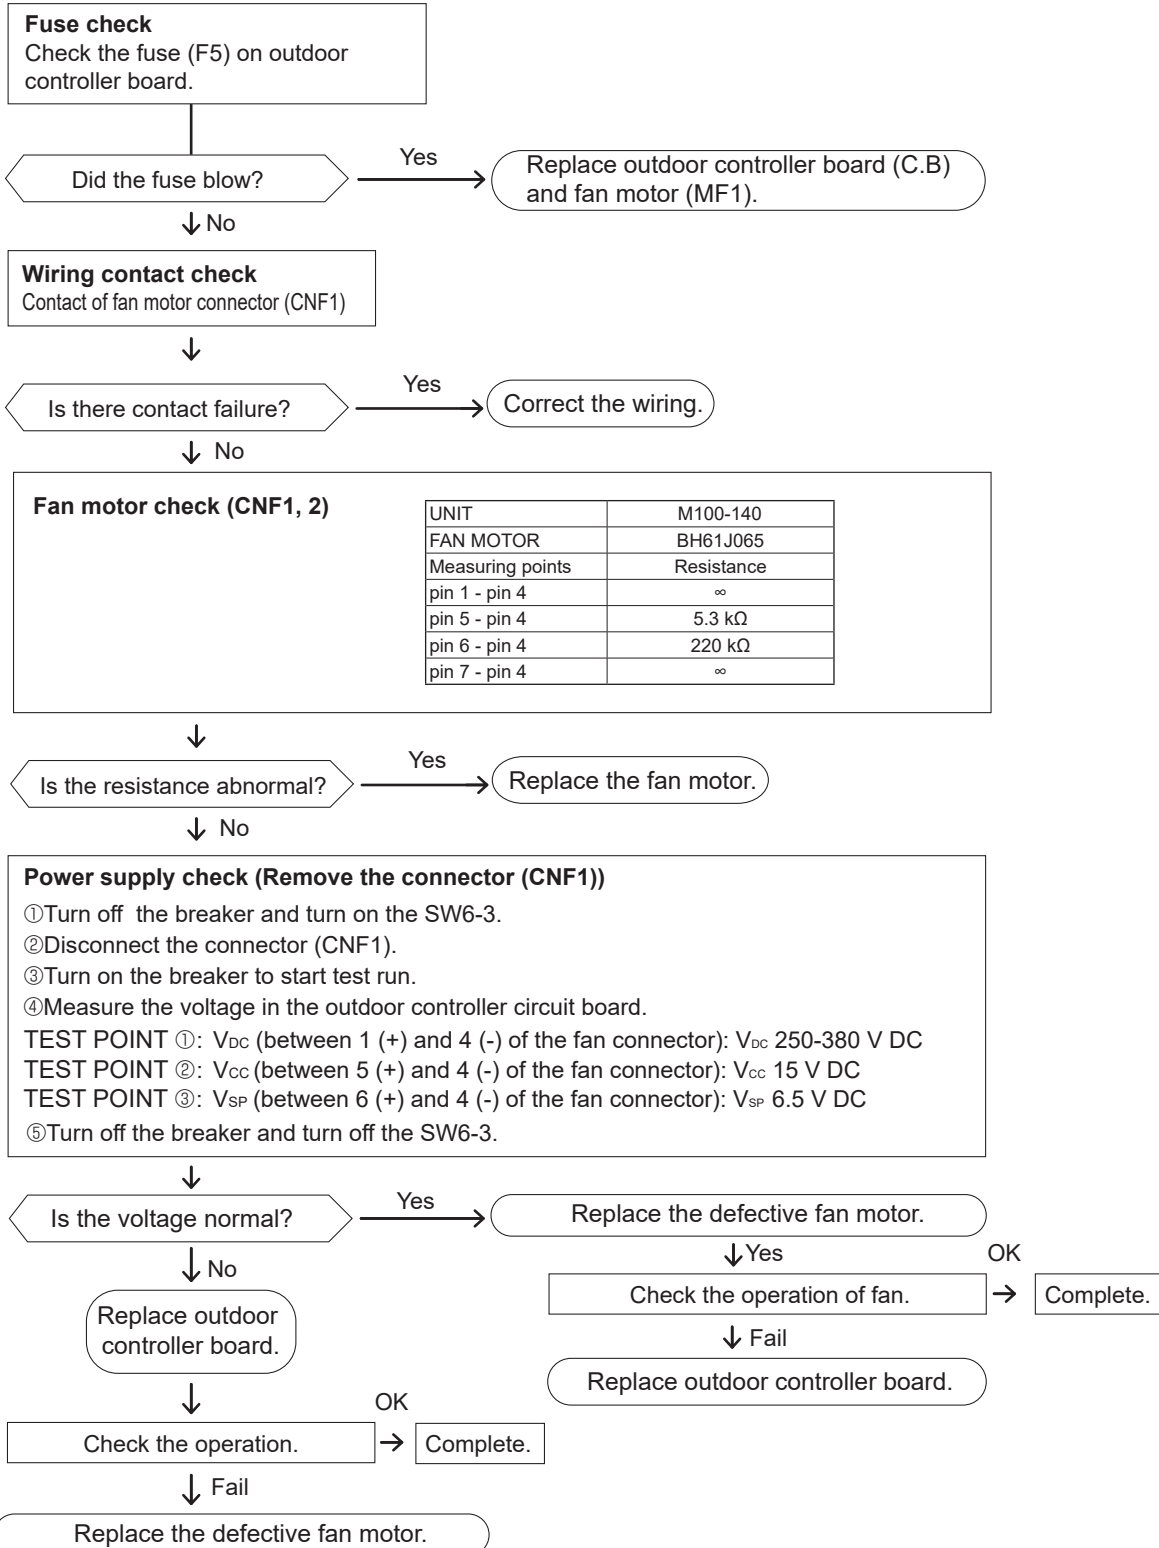 Fuse check
Check the fuse (F5) on outdoor
controller board.
Did the fuse blow?
Yes
Replace outdoor controller board (C.B)
and fan motor (MF1).
No
Wiring contact check
Contact of fan motor connector (CNF1)
Is there contact failure?
Yes
Correct the wiring.
No
Fan motor check (CNF1, 2)
UNIT M100-140
FAN MOTOR BH61J065
Measuring points Resistance
pin 1 - pin 4 ∞
pin 5 - pin 4 5.3 kΩ
pin 6 - pin 4 220 kΩ
pin 7 - pin 4 ∞
Is the resistance abnormal?
Yes
Replace the fan motor.
No
Power supply check (Remove the connector (CNF1))
①Turn off the breaker and turn on the SW6-3.
②Disconnect the connector (CNF1).
③Turn on the breaker to start test run.
④Measure the voltage in the outdoor controller circuit board.
TEST POINT ①: VDC (between 1 (+) and 4 (-) of the fan connector): VDC 250-380 V DC
TEST POINT ②: VCC (between 5 (+) and 4 (-) of the fan connector): VCC 15 V DC
TEST POINT ③: VSP (between 6 (+) and 4 (-) of the fan connector): VSP 6.5 V DC
⑤Turn off the breaker and turn off the SW6-3.
Is the voltage normal?
Yes
Replace the defective fan motor.
Yes
Check the operation of fan.
OK
Complete.
Fail
Replace outdoor controller board.
No
Replace outdoor
controller board.
Check the operation.
OK
Complete.
Fail
Replace the defective fan motor.